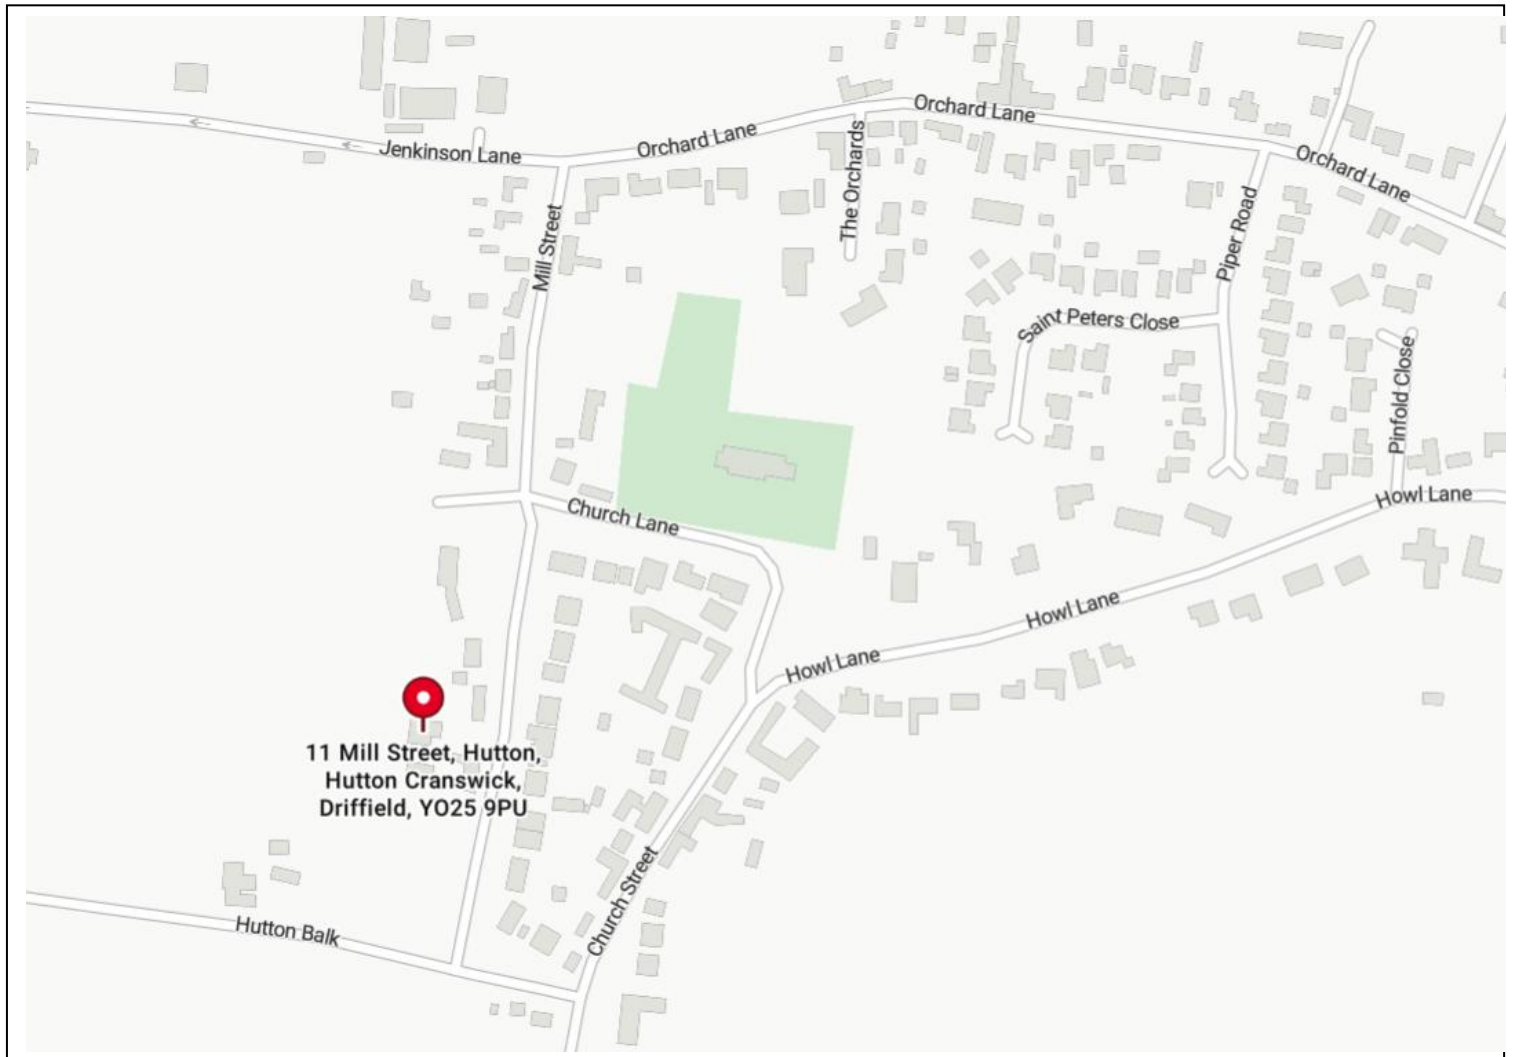 Orchard Lane
Orchard Lane
Jenkinson Lane
Orchard Lane
The Orchards
Mill Street
Piper Road
Saint Peters Close
Pinfold Close
Howl Lane
Church Lane
Howl Lane
Howl Lane
11 Mill Street, Hutton,
Hutton Cranswick,
Driffield, YO25 9PU
Church Street
Hutton Balk